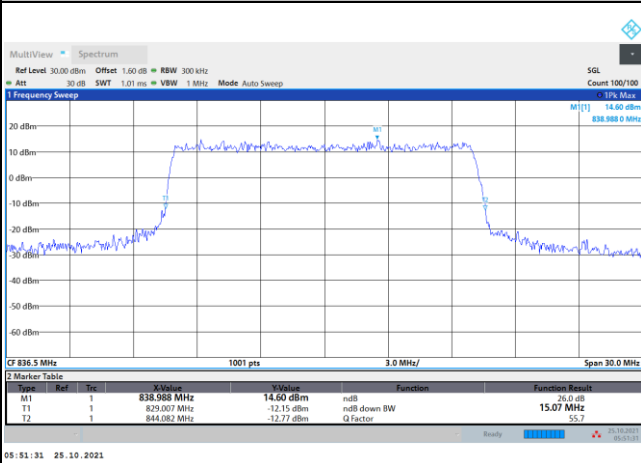 MultiView Spectrum
Ref Level 30.00 dBm Offset 1.60 dB RBW 300 kHz SGL
Att 30 dB SWT 1.01 ms VBW 1 MHz Mode Auto Sweep Count 100/100
1 Frequency Sweep 1Pk Max
M1[1] 14.60 dBm
838.988 0 MHz
M1
20 dBm
10 dBm
0 dBm
T1 T2
-10 dBm
-20 dBm
-30 dBm
-40 dBm
-50 dBm
-60 dBm
CF 836.5 MHz 1001 pts 3.0 MHz/ Span 30.0 MHz
2 Marker Table
Type Ref Trc X-Value Y-Value Function Function Result
M1 1 838.988 MHz 14.60 dBm ndB 26.0 dB
T1 1 829.007 MHz -12.15 dBm ndB down BW 15.07 MHz
T2 1 844.082 MHz -12.77 dBm Q Factor 55.7
Ready 25.10.2021
05:51:31
05:51:31 25.10.2021